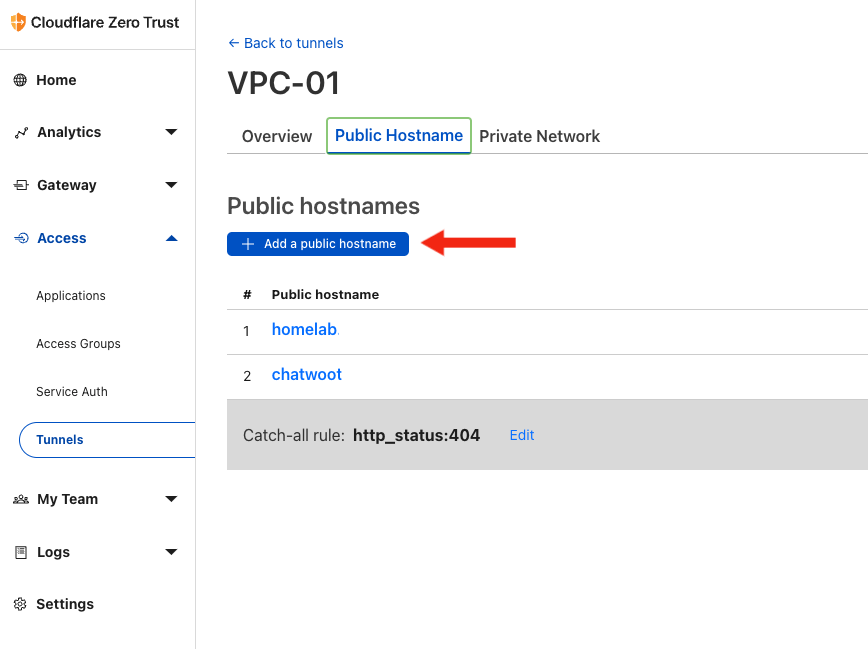 Cloudflare Zero Trust
Home
Analytics
Gateway
Access
Applications
Access Groups
Service Auth
Tunnels
My Team
Logs
Settings
← Back to tunnels
VPC-01
Overview Public Hostname Private Network
Public hostnames
+ Add a public hostname
# Public hostname
1 homelab.
2 chatwoot
Catch-all rule: http_status:404 Edit